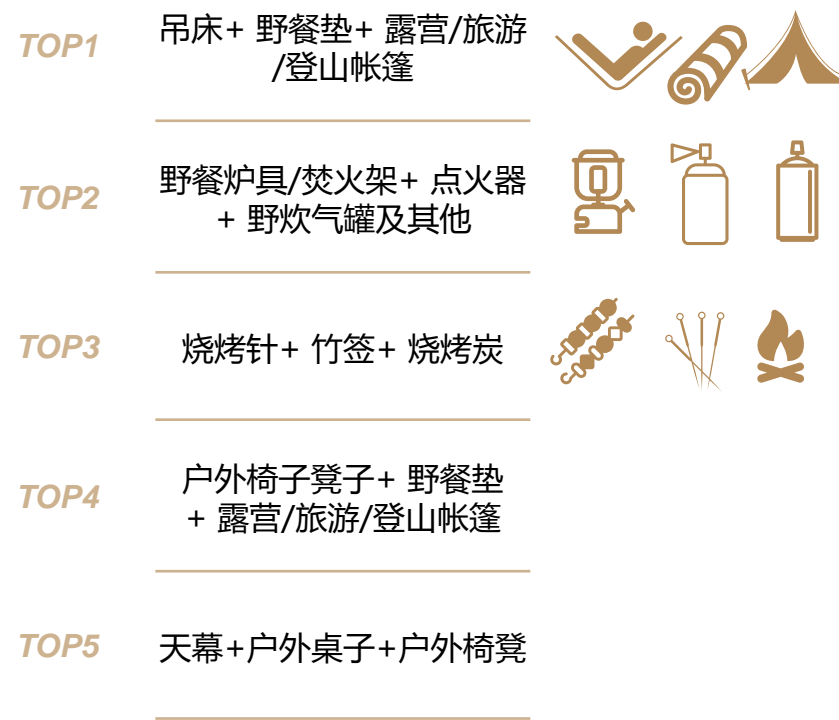 TOP1
吊床+ 野餐垫+ 露营/旅游
/登山帐篷
TOP2
野餐炉具/焚火架+ 点火器
+ 野炊气罐及其他
TOP3
烧烤针+ 竹签+ 烧烤炭
TOP4
户外椅子凳子+ 野餐垫
+ 露营/旅游/登山帐篷
TOP5
天幕+户外桌子+户外椅凳